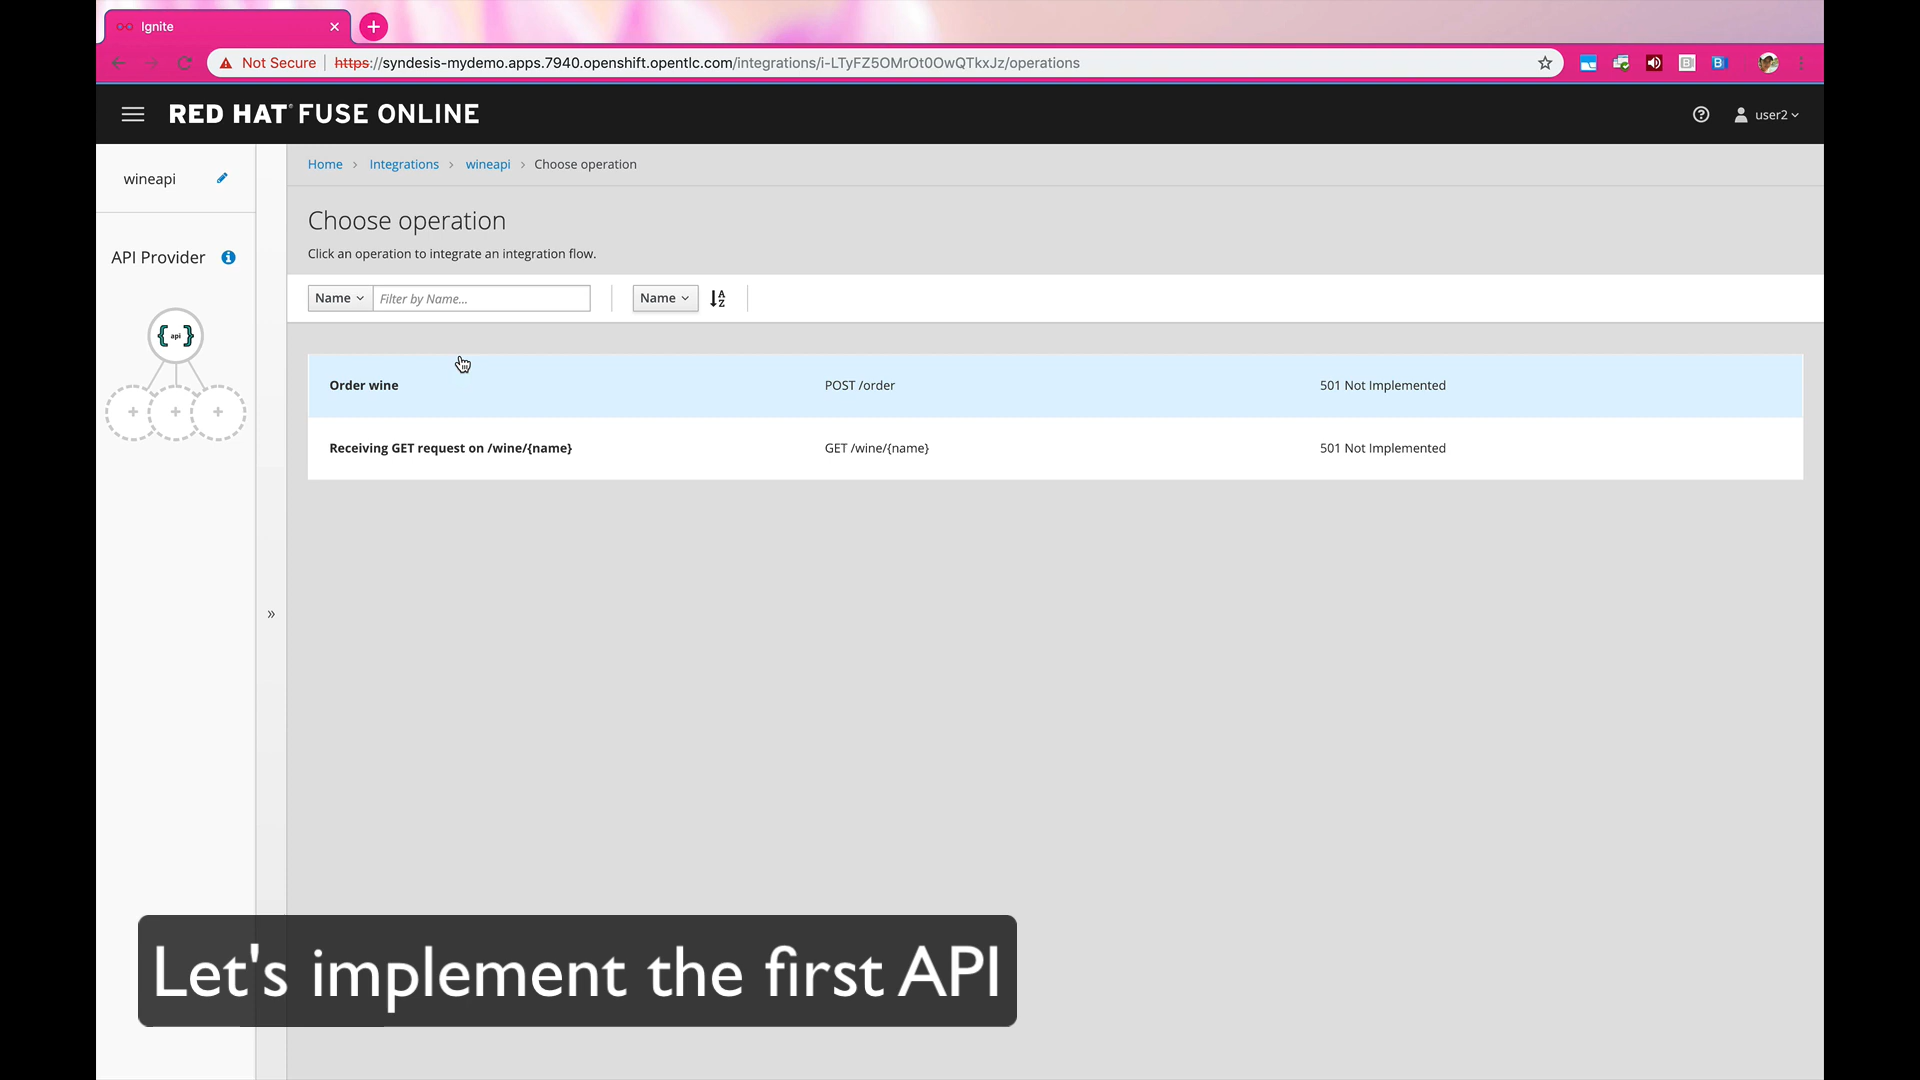 Ignite
Not Secure https://syndesis-mydemo.apps.7940.openshift.opentlc.com/integrations/i-LTyFZ5OMrOt0OwQTkxJz/operations
RED HAT® FUSE ONLINE
user2
wineapi
Home > Integrations > wineapi > Choose operation
Choose operation
Click an operation to integrate an integration flow.
API Provider
Name Filter by Name... Name
{api}
Order wine POST /order 501 Not Implemented
Receiving GET request on /wine/{name} GET /wine/{name} 501 Not Implemented
»
Let's implement the first API